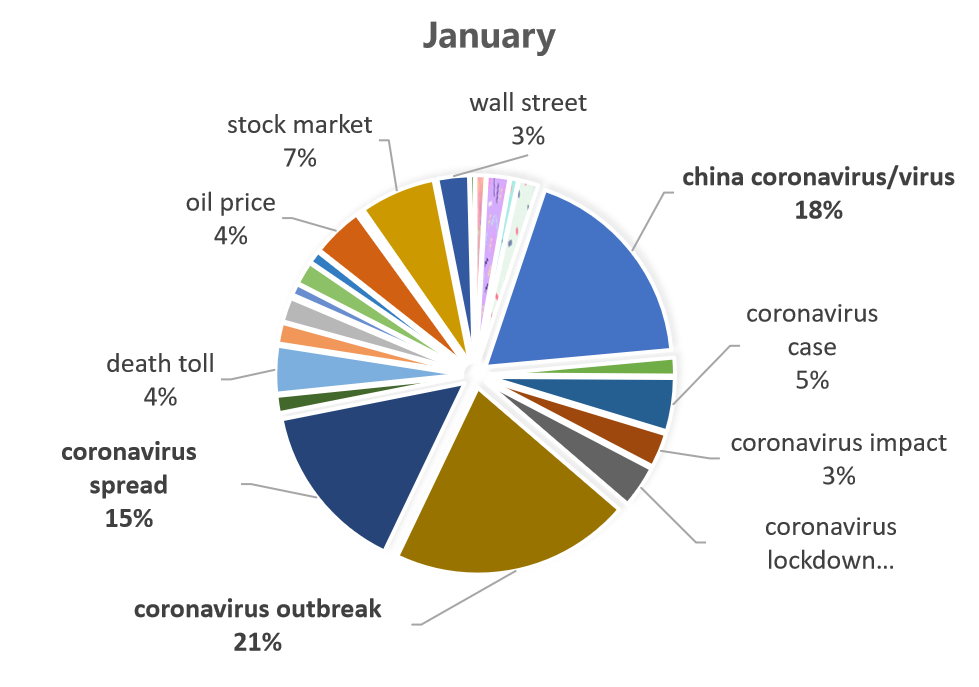 January
wall street
3%
stock market
7%
china coronavirus/virus
18%
oil price
4%
coronavirus
case
5%
death toll
4%
coronavirus impact
3%
coronavirus
spread
15%
coronavirus
lockdown...
coronavirus outbreak
21%